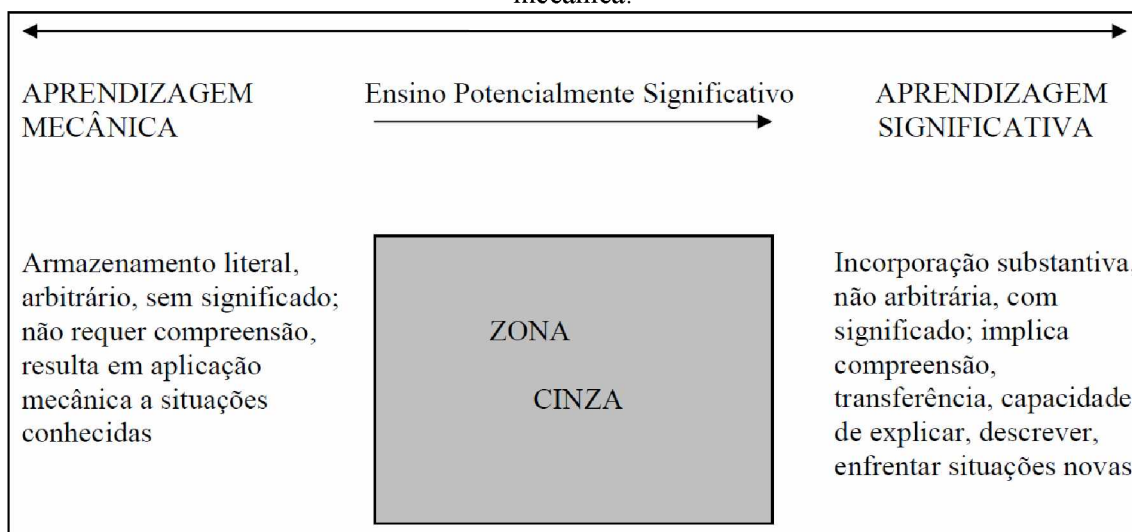 mecânica.
APRENDIZAGEM
MECÂNICA
Ensino Potencialmente Significativo
APRENDIZAGEM
SIGNIFICATIVA
Armazenamento literal,
arbitrário, sem significado;
não requer compreensão,
resulta em aplicação
mecânica a situações
conhecidas
ZONA
CINZA
Incorporação substantiva,
não arbitrária, com
significado; implica
compreensão,
transferência, capacidade
de explicar, descrever,
enfrentar situações novas